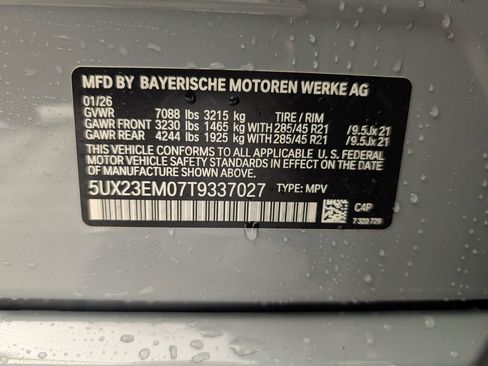 MFD BY BAYERISCHE MOTOREN WERKE AG
01/26
GVWR 7088 lbs 3215 kg TIRE / RIM
GAWR FRONT 3230 lbs 1465 kg WITH 285/45 R21 /9.5Jx21
GAWR REAR 4244 lbs 1925 kg WITH 285/45 R21 /9.5Jx21
THIS VEHICLE CONFORMS TO ALL APPLICABLE U. S. FEDERAL
MOTOR VEHICLE SAFETY STANDARDS IN EFFECT ON THE DATE
OF MANUFACTURE SHOWN ABOVE.
5UX23EM07T9337027 TYPE: MPV
C4P
7 320 729